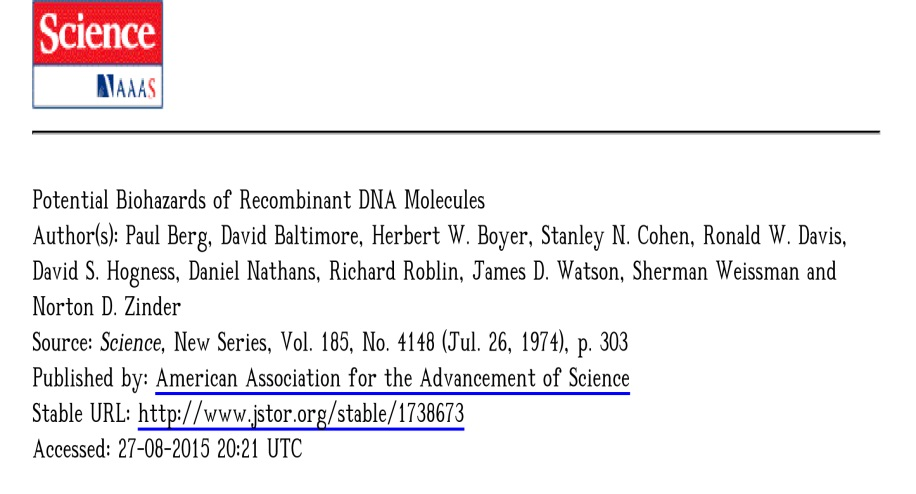 Science
AAAS
Potential Biohazards of Recombinant DNA Molecules
Author(s): Paul Berg, David Baltimore, Herbert W. Boyer, Stanley N. Cohen, Ronald W. Davis,
David S. Hogness, Daniel Nathans, Richard Roblin, James D. Watson, Sherman Weissman and
Norton D. Zinder
Source: Science, New Series, Vol. 185, No. 4148 (Jul. 26, 1974), p. 303
Published by: American Association for the Advancement of Science
Stable URL: http://www.jstor.org/stable/1738673
Accessed: 27-08-2015 20:21 UTC